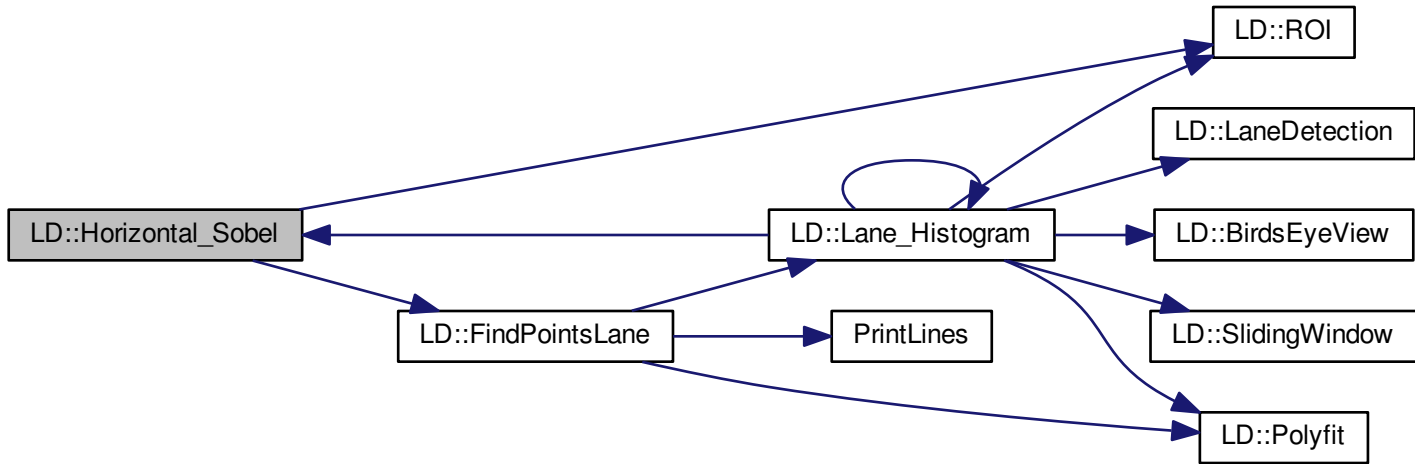 LD::ROI
LD::LaneDetection
LD::Horizontal_Sobel
LD::Lane_Histogram
LD::BirdsEyeView
LD::FindPointsLane
PrintLines
LD::SlidingWindow
LD::Polyfit